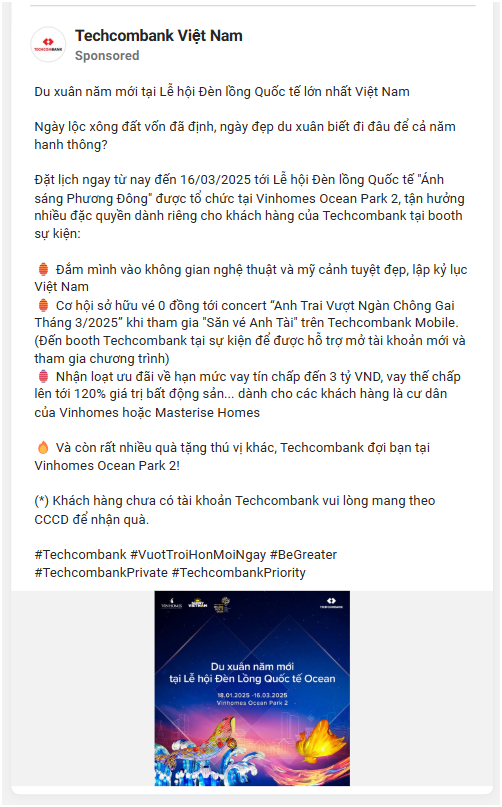 Techcombank Việt Nam
TECHCOMBANK
Sponsored
Du xuân năm mới tại Lễ hội Đèn lồng Quốc tế lớn nhất Việt Nam
Ngày lộc xông đất vốn đã định, ngày đẹp du xuân biết đi đâu để cả năm
hanh thông?
Đặt lịch ngay từ nay đến 16/03/2025 tới Lễ hội Đèn lồng Quốc tế "Ánh
sáng Phương Đông" được tổ chức tại Vinhomes Ocean Park 2, tận hưởng
nhiều đặc quyền dành riêng cho khách hàng của Techcombank tại booth
sự kiện:
🏮 Đắm mình vào không gian nghệ thuật và mỹ cảnh tuyệt đẹp, lập kỷ lục
Việt Nam
🏮 Cơ hội sở hữu vé 0 đồng tới concert “Anh Trai Vượt Ngàn Chông Gai
Tháng 3/2025” khi tham gia "Săn vé Anh Tài" trên Techcombank Mobile.
(Đến booth Techcombank tại sự kiện để được hỗ trợ mở tài khoản mới và
tham gia chương trình)
🏮 Nhận loạt ưu đãi về hạn mức vay tín chấp đến 3 tỷ VND, vay thế chấp
lên tới 120% giá trị bất động sản... dành cho các khách hàng là cư dân
của Vinhomes hoặc Masterise Homes
🔥 Và còn rất nhiều quà tặng thú vị khác, Techcombank đợi bạn tại
Vinhomes Ocean Park 2!
(*) Khách hàng chưa có tài khoản Techcombank vui lòng mang theo
CCCD để nhận quà.
#Techcombank #VuotTroiHonMoiNgay #BeGreater
#TechcombankPrivate #TechcombankPriority
VINHOMES
TECHCOMBANK
Du xuân năm mới
tại Lễ hội Đèn Lồng Quốc tế Ocean
18.01.2025 -16.03.2025
Vinhomes Ocean Park 2